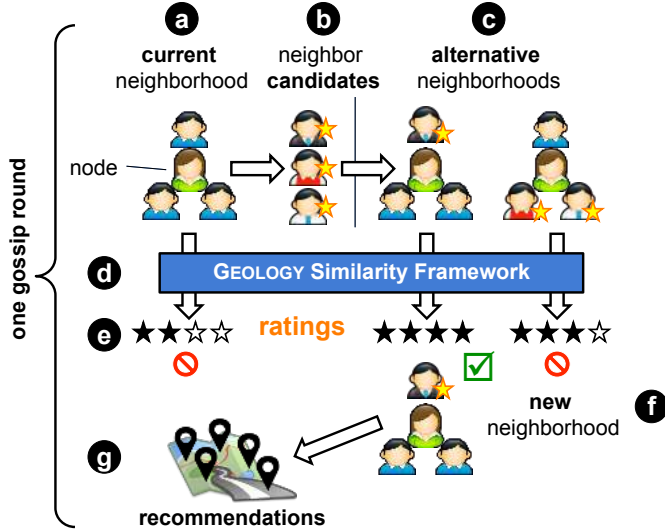 a
b
c
current
neighborhood
neighbor
candidates
alternative
neighborhoods
node
one gossip round
d
GEOLOGY Similarity Framework
e
ratings
f
new
neighborhood
g
recommendations